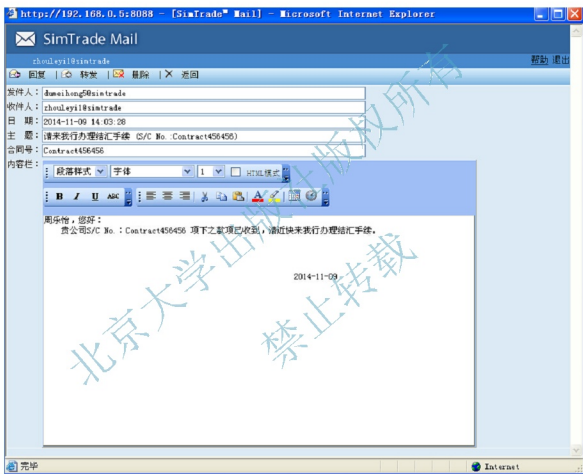 http://192.168.0.5:8088 - [SimTrade" Mail] - Microsoft Internet Explorer
SimTrade Mail
zhouleyi1@simtrade 帮助 退出
回复 | 转发 | 删除 | 返回
发件人： dumeihong5@simtrade
收件人： zhouleyi1@simtrade
日 期： 2014-11-09 14:03:28
主 题： 请来我行办理结汇手续 (S/C No.:Contract456456)
合同号： Contract456456
内容栏：
段落样式 字体 1 HTML模式
B I U ABC
周乐怡，您好：
贵公司S/C No.：Contract456456 项下之款项已收到，请近快来我行办理结汇手续。
2014-11-09
北京大学出版社版权所有
禁止转载
完毕 Internet